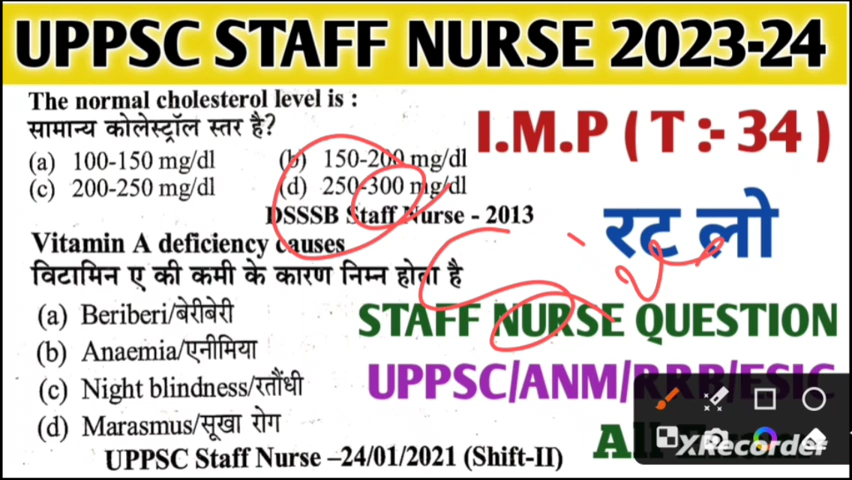 UPPSC STAFF NURSE 2023-24
The normal cholesterol level is :
सामान्य कोलेस्ट्रॉल स्तर है?
(a) 100-150 mg/dl (b) 150-200 mg/dl
(c) 200-250 mg/dl (d) 250-300 mg/dl
DSSSB Staff Nurse - 2013
Vitamin A deficiency causes
विटामिन ए की कमी के कारण निम्न होता है
(a) Beriberi/बेरीबेरी
(b) Anaemia/एनीमिया
(c) Night blindness/रतौंधी
(d) Marasmus/सूखा रोग
UPPSC Staff Nurse –24/01/2021 (Shift-II)
I.M.P ( T :- 34 )
रट लो
STAFF NURSE QUESTION
UPPSC/ANM/RRB/ESIC
All
XRecorder